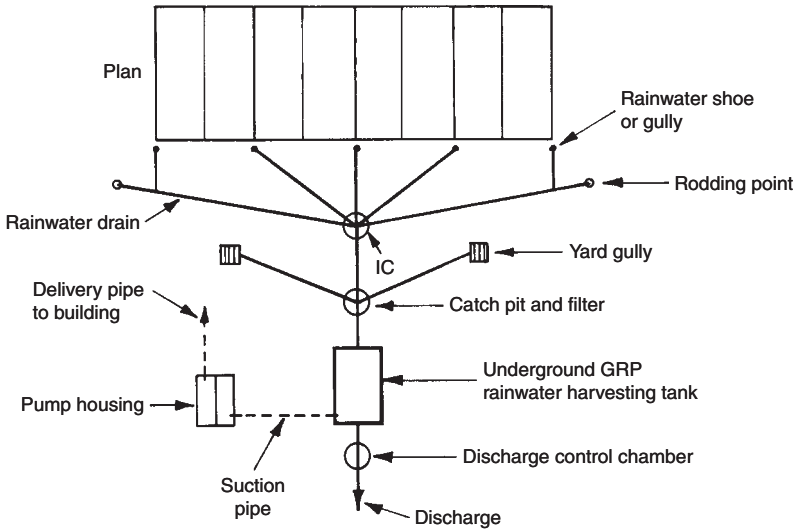 Plan
Rainwater shoe
or gully
Rodding point
Rainwater drain
IC
Yard gully
Delivery pipe
to building
Catch pit and filter
Underground GRP
rainwater harvesting tank
Pump housing
Discharge control chamber
Suction
pipe
Discharge